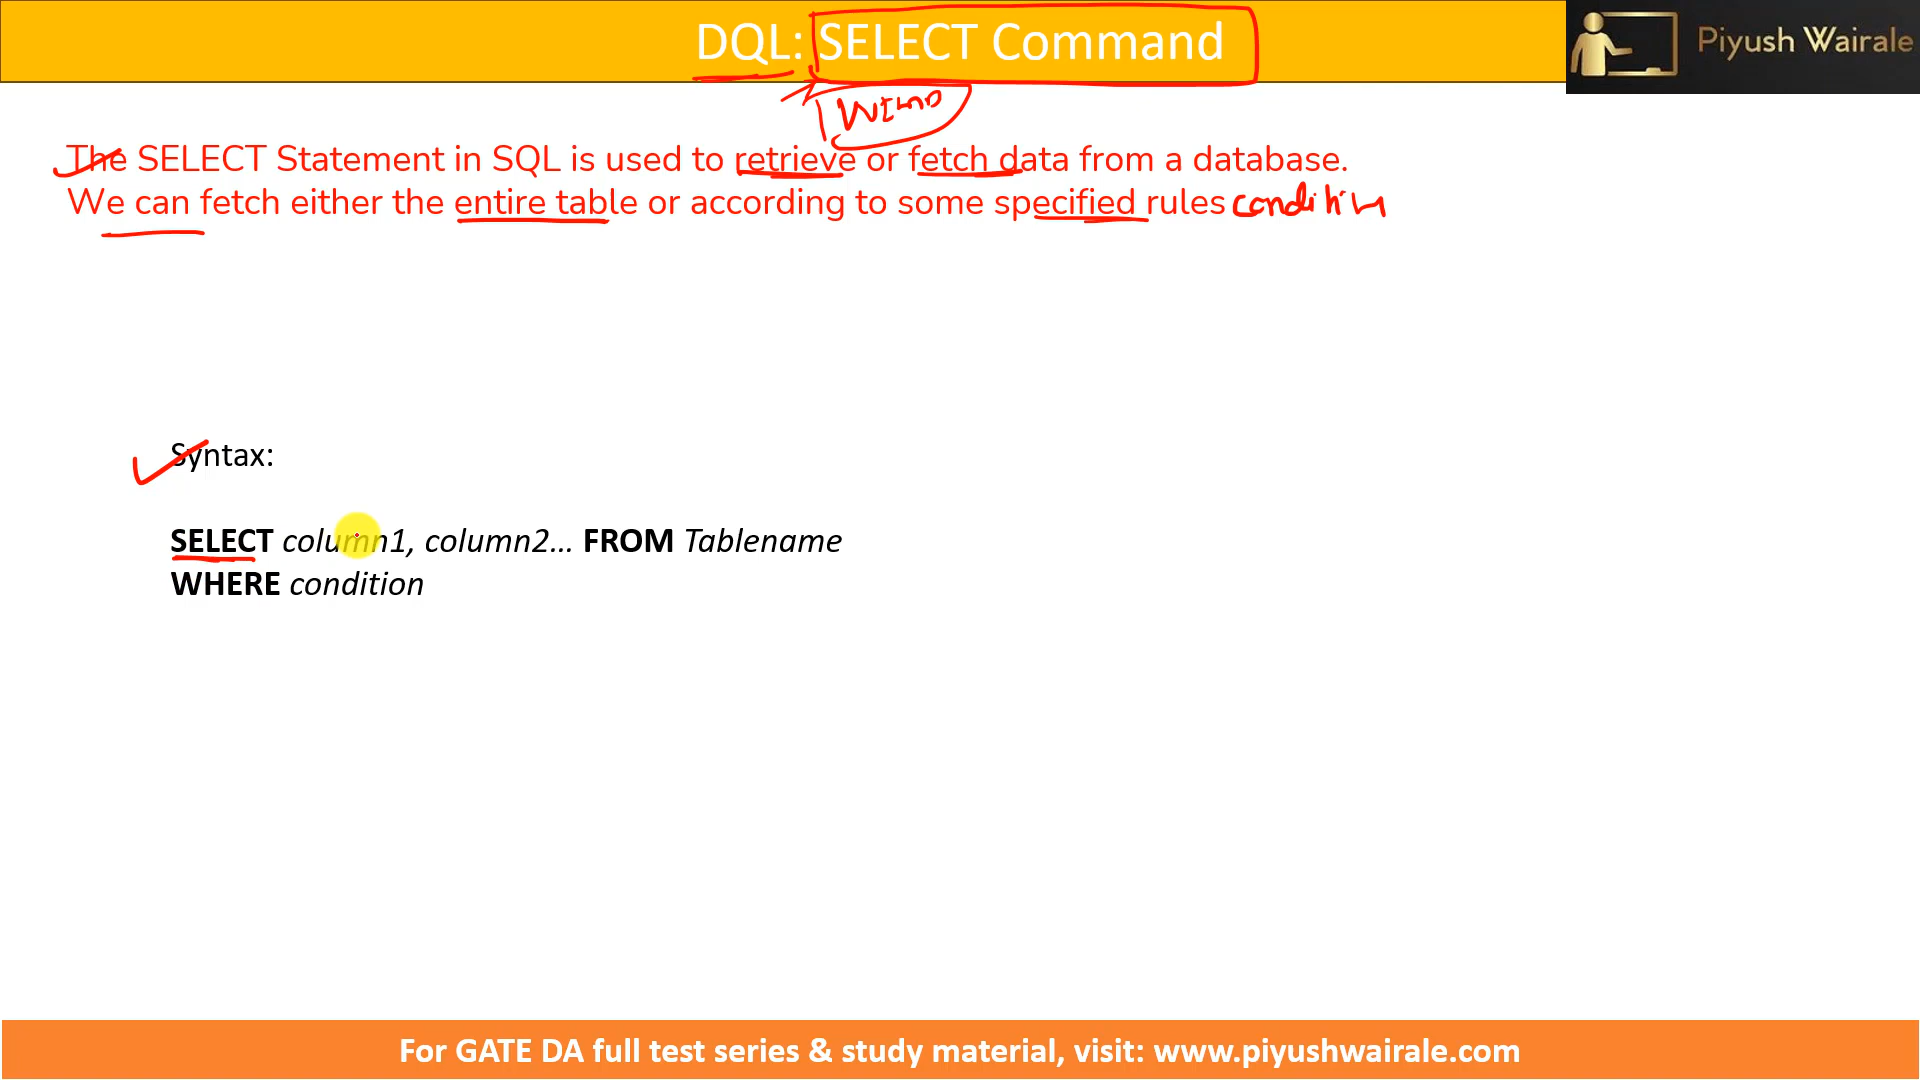 DQL: SELECT Command
Piyush Wairale
The SELECT Statement in SQL is used to retrieve or fetch data from a database.
We can fetch either the entire table or according to some specified rules condition
Syntax:
SELECT column1, column2... FROM Tablename
WHERE condition
For GATE DA full test series & study material, visit: www.piyushwairale.com